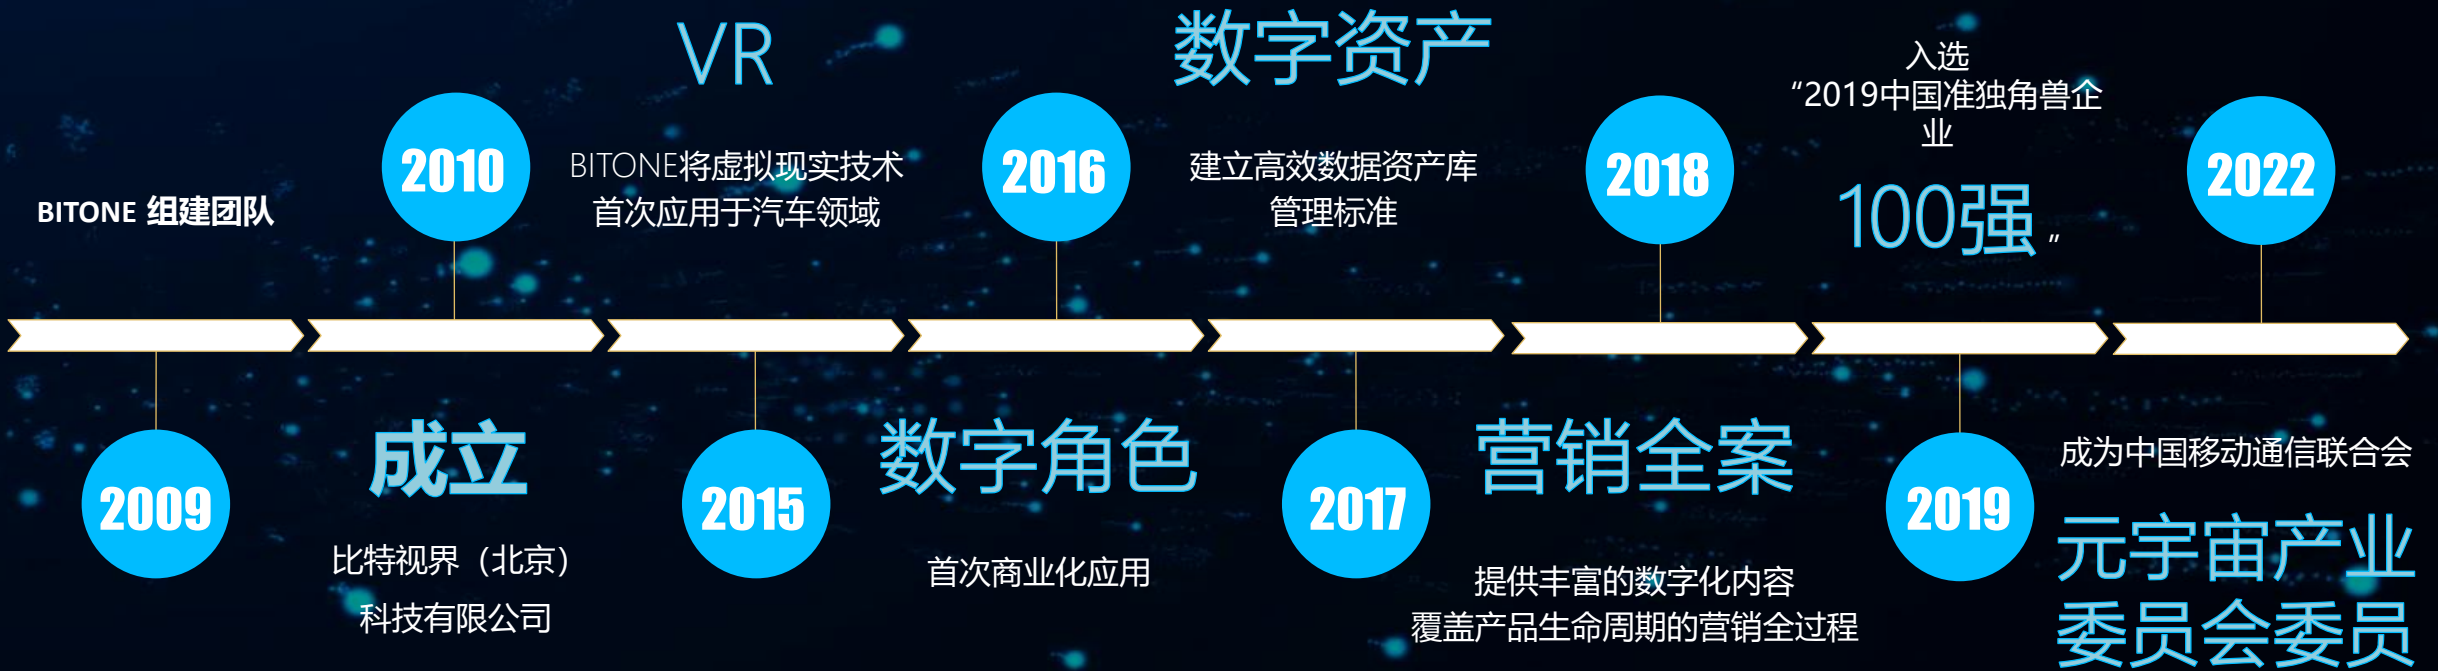 BITONE 组建团队
2009
2010
成立
比特视界（北京）
科技有限公司
VR
BITONE将虚拟现实技术
首次应用于汽车领域
2015
2016
数字角色
首次商业化应用
数字资产
建立高效数据资产库
管理标准
2017
2018
营销全案
提供丰富的数字化内容
覆盖产品生命周期的营销全过程
入选
“2019中国准独角兽企
业
100强 ”
2019
2022
成为中国移动通信联合会
元宇宙产业
委员会委员